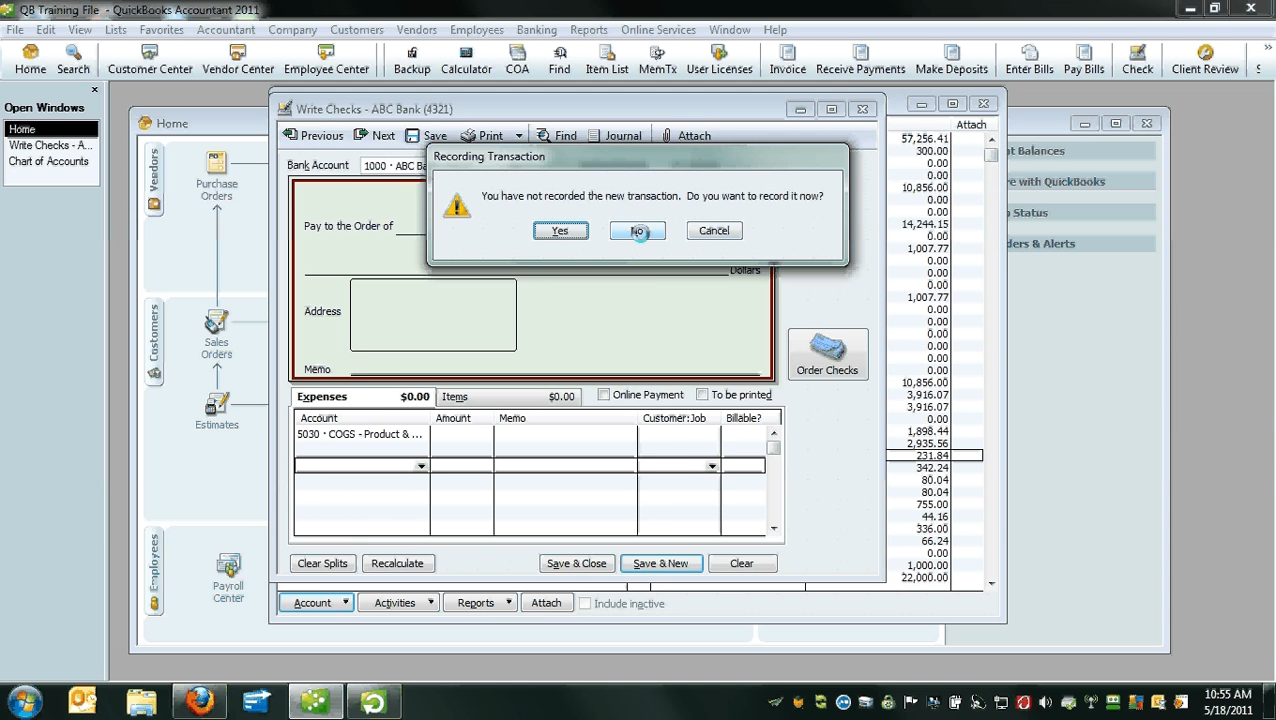 QB Training File - QuickBooks Accountant 2011
File Edit View Lists Favorites Accountant Company Customers Vendors Employees Banking Reports Online Services Window Help
Home Search Customer Center Vendor Center Employee Center Backup Calculator COA Find Item List MemTx User Licenses Invoice Receive Payments Make Deposits Enter Bills Pay Bills Check Client Review
Open Windows
Home
Write Checks - A...
Chart of Accounts
Home
Vendors
Purchase
Orders
Customers
Sales
Orders
Estimates
Employees
Payroll
Center
Write Checks - ABC Bank (4321)
Previous Next Save Print Find Journal Attach
Bank Account 1000 · ABC Ba
Pay to the Order of
Dollars
Address
Memo
Order Checks
Recording Transaction
You have not recorded the new transaction. Do you want to record it now?
Yes No Cancel
Expenses $0.00 Items $0.00 Online Payment To be printed
Account Amount Memo Customer:Job Billable?
5030 · COGS - Product & ...
Clear Splits Recalculate Save & Close Save & New Clear
Account Activities Reports Attach Include inactive
Attach
57,256.41
300.00
0.00
10,856.00
0.00
0.00
14,244.15
0.00
1,007.77
0.00
0.00
0.00
1,007.77
0.00
0.00
0.00
0.00
0.00
0.00
10,856.00
3,916.07
3,916.07
0.00
1,898.44
2,935.56
231.84
342.24
80.04
80.04
755.00
44.16
336.00
66.24
0.00
1,000.00
22,000.00
nt Balances
re with QuickBooks
p Status
ders & Alerts
10:55 AM
5/18/2011